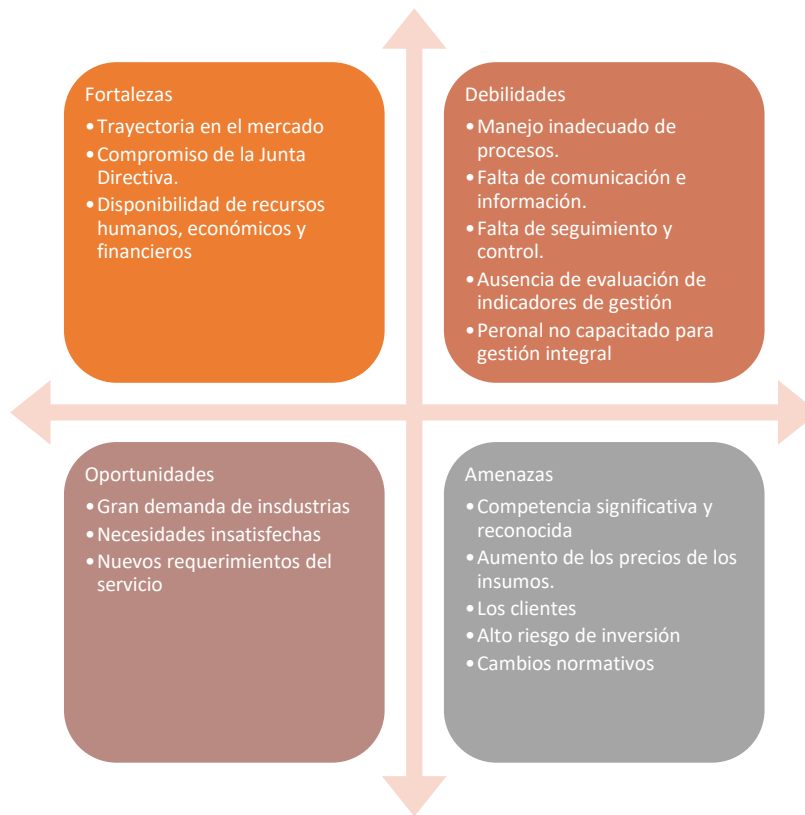 Fortalezas
•Trayectoria en el mercado
•Compromiso de la Junta
Directiva.
•Disponibilidad de recursos
humanos, económicos y
financieros
Debilidades
•Manejo inadecuado de
procesos.
•Falta de comunicación e
información.
•Falta de seguimiento y
control.
•Ausencia de evaluación de
indicadores de gestión
•Peronal no capacitado para
gestión integral
Oportunidades
•Gran demanda de insdustrias
•Necesidades insatisfechas
•Nuevos requerimientos del
servicio
Amenazas
•Competencia significativa y
reconocida
•Aumento de los precios de los
insumos.
•Los clientes
•Alto riesgo de inversión
•Cambios normativos